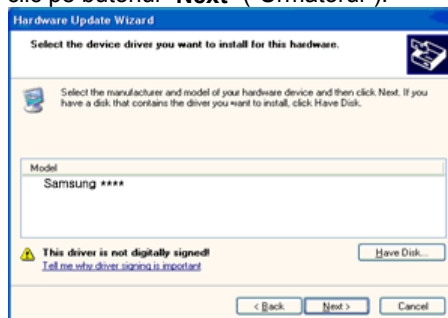 clic pe butonul "Next" ("Următorul").
Hardware Update Wizard
Select the device driver you want to install for this hardware.
Select the manufacturer and model of your hardware device and then click Next. If you
have a disk that contains the driver you want to install, click Have Disk.
Model
Samsung ****
This driver is not digitally signed!
Have Disk...
Tell me why driver signing is important
< Back
Next >
Cancel